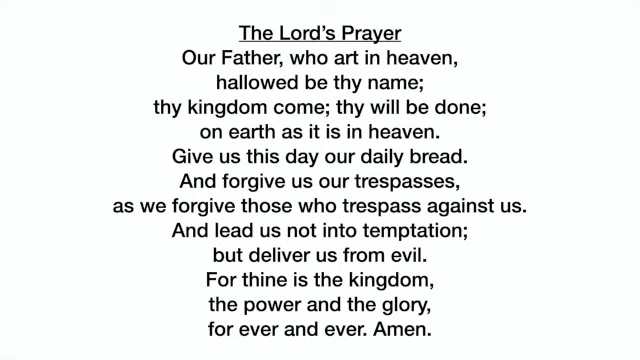 The Lord's Prayer
Our Father, who art in heaven,
hallowed be thy name;
thy kingdom come; thy will be done;
on earth as it is in heaven.
Give us this day our daily bread.
And forgive us our trespasses,
as we forgive those who trespass against us.
And lead us not into temptation;
but deliver us from evil.
For thine is the kingdom,
the power and the glory,
for ever and ever. Amen.